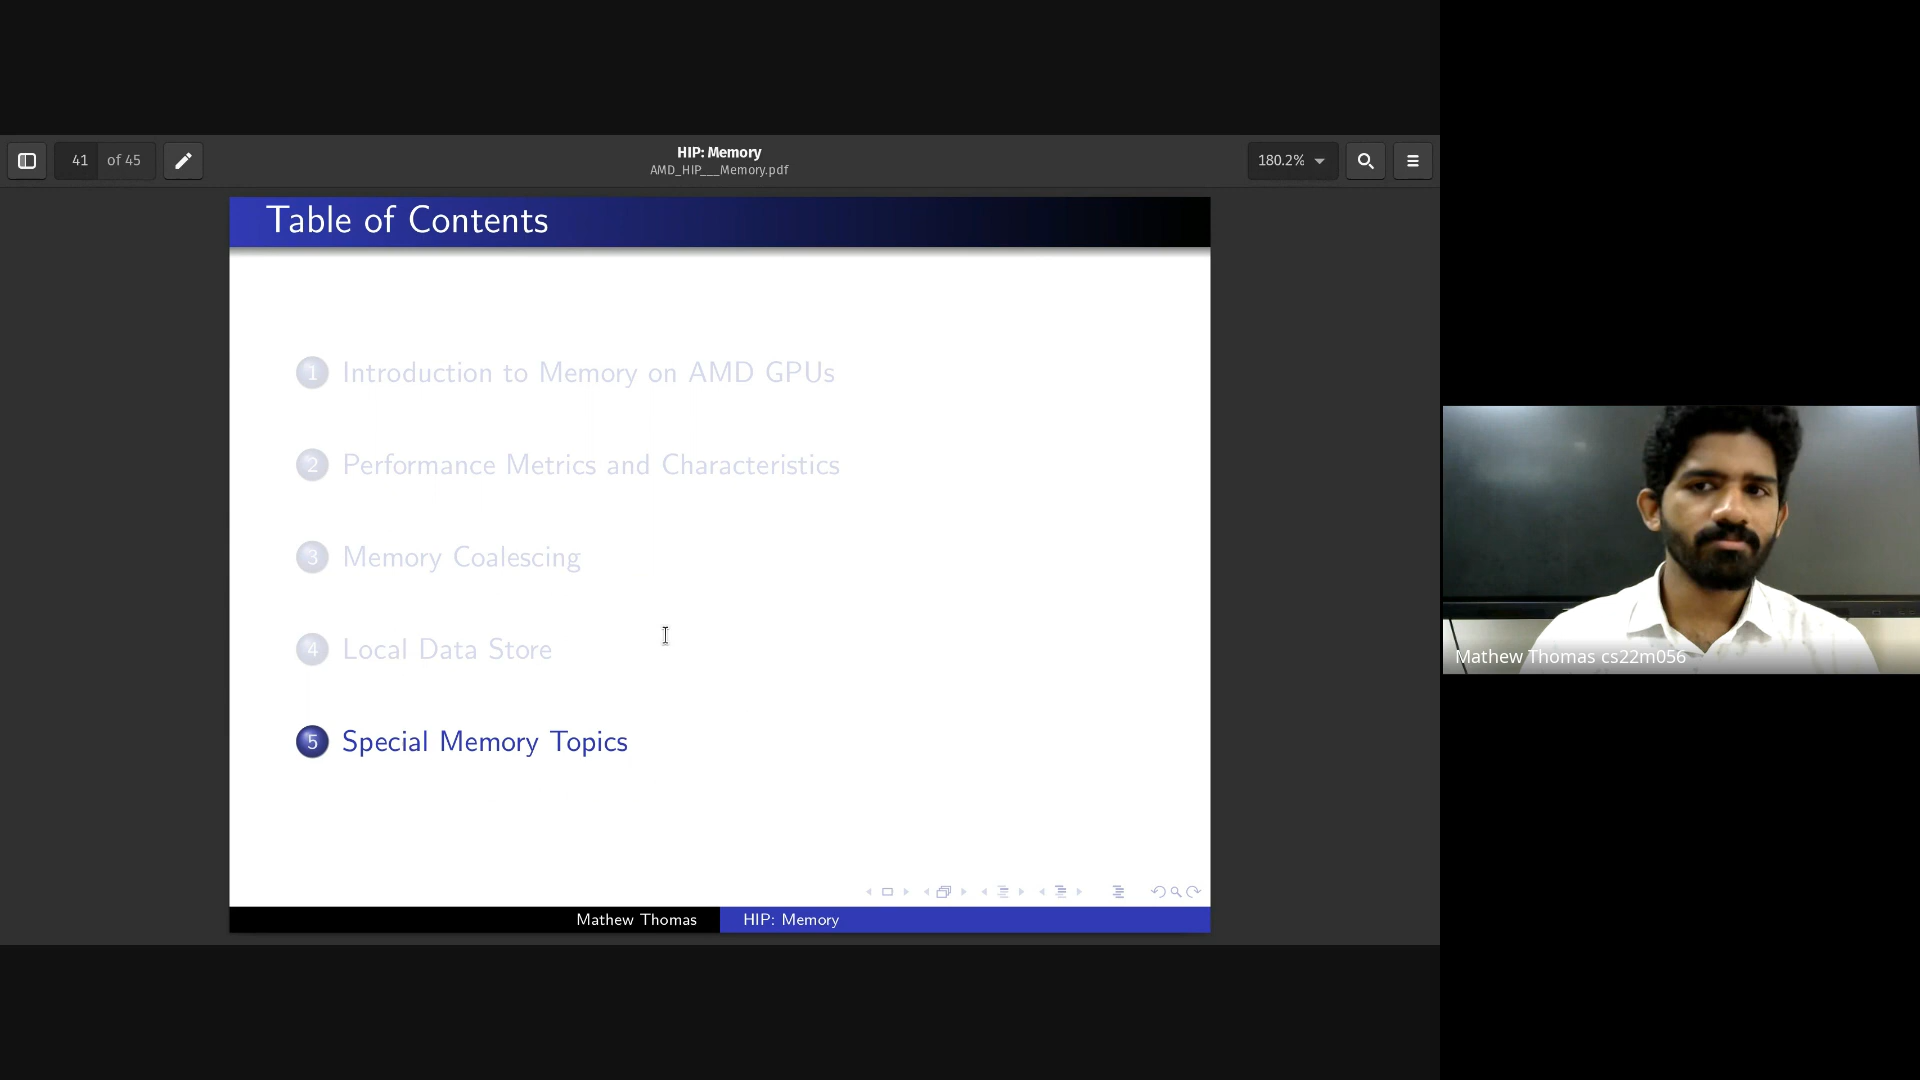 41 of 45
HIP: Memory
AMD_HIP___Memory.pdf
180.2%
Table of Contents
1 Introduction to Memory on AMD GPUs
2 Performance Metrics and Characteristics
3 Memory Coalescing
4 Local Data Store
5 Special Memory Topics
Mathew Thomas HIP: Memory
Mathew Thomas cs22m056